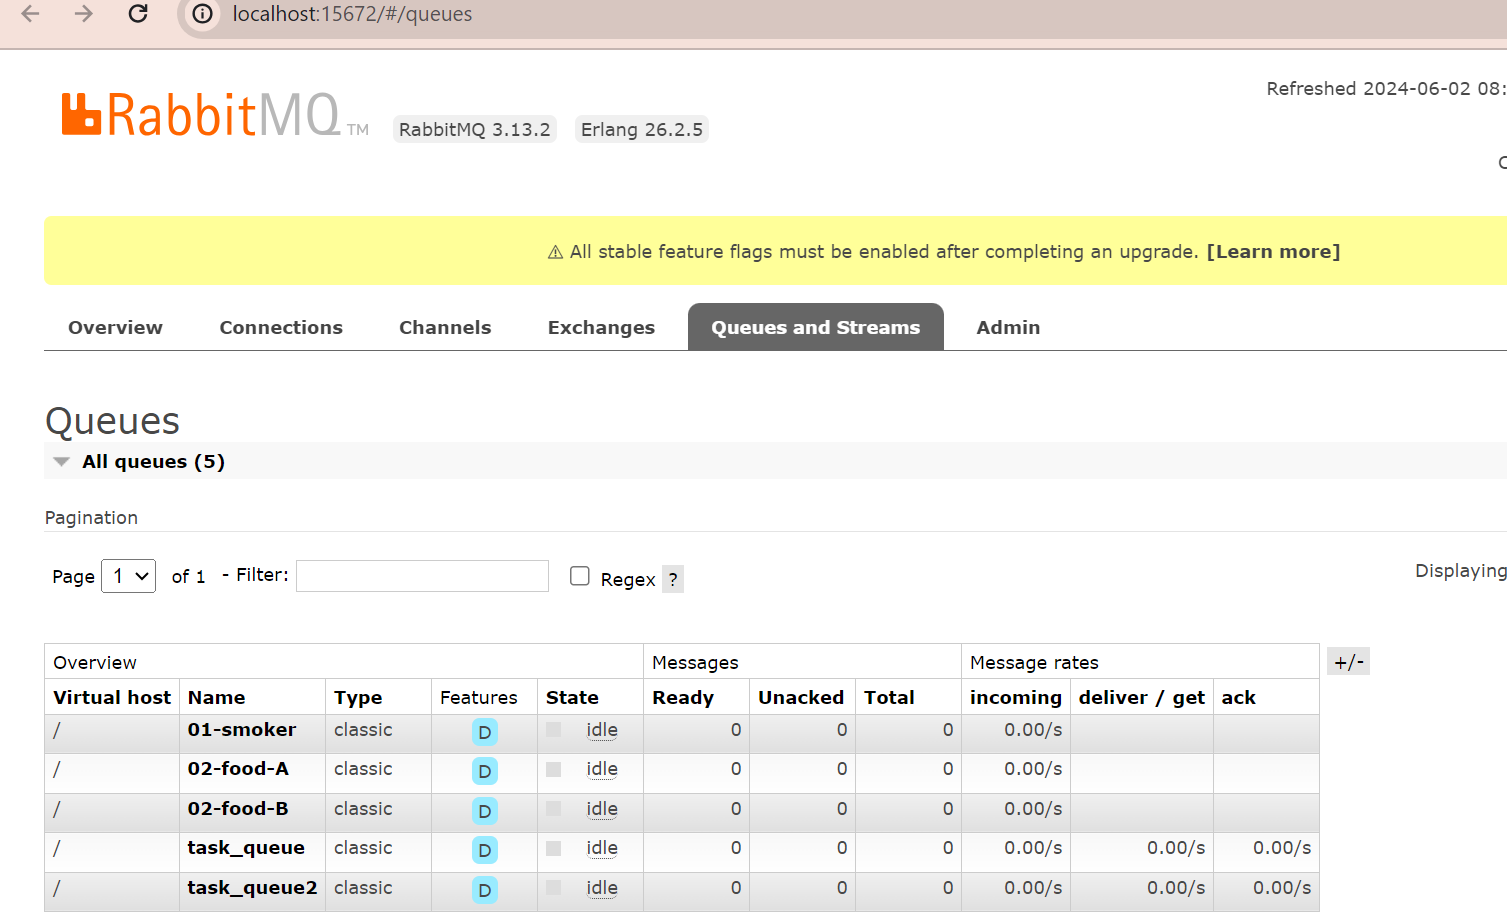 localhost:15672/#/queues
Refreshed 2024-06-02 08:
RabbitMQ TM RabbitMQ 3.13.2 Erlang 26.2.5
⚠ All stable feature flags must be enabled after completing an upgrade. [Learn more]
Overview Connections Channels Exchanges Queues and Streams Admin
Queues
All queues (5)
Pagination
Page 1 of 1 - Filter: Regex ? Displaying
Overview Messages Message rates +/-
Virtual host Name Type Features State Ready Unacked Total incoming deliver / get ack
/ 01-smoker classic D idle 0 0 0 0.00/s
/ 02-food-A classic D idle 0 0 0 0.00/s
/ 02-food-B classic D idle 0 0 0 0.00/s
/ task_queue classic D idle 0 0 0 0.00/s 0.00/s 0.00/s
/ task_queue2 classic D idle 0 0 0 0.00/s 0.00/s 0.00/s